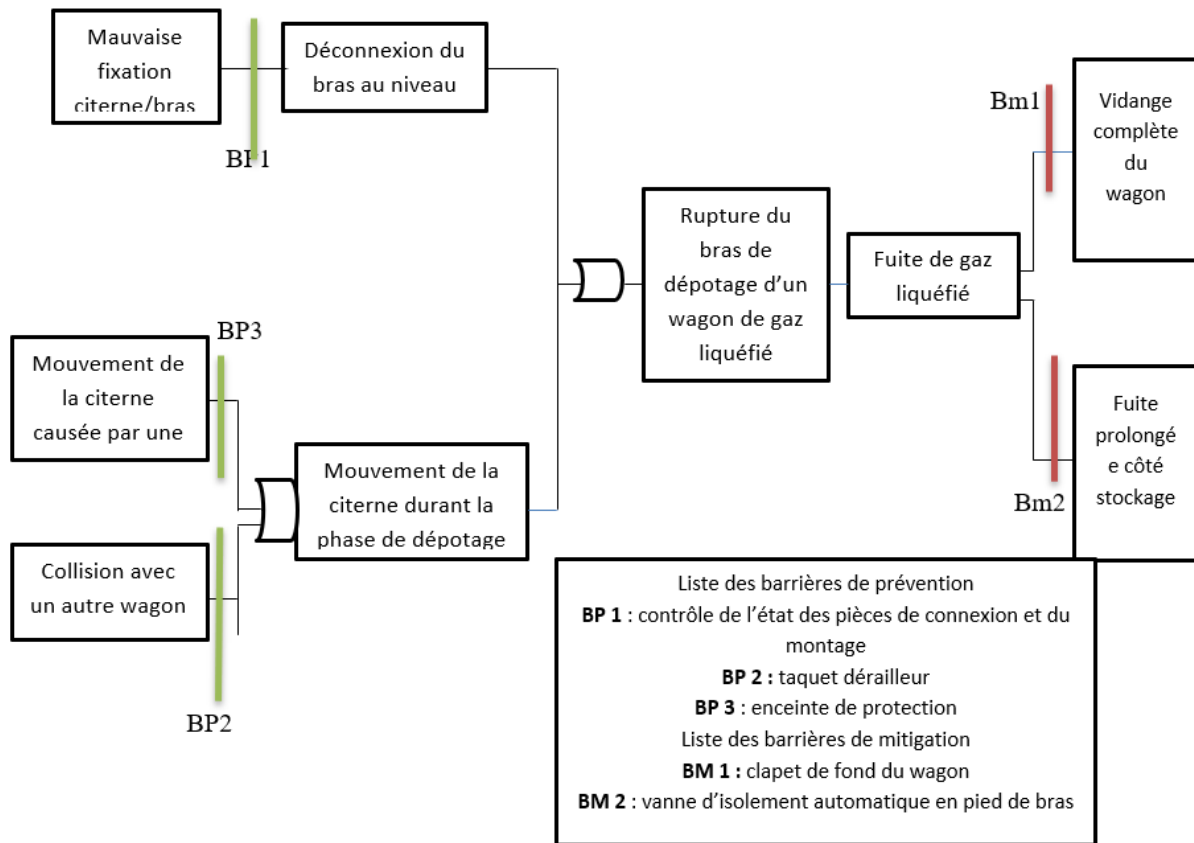 Mauvaise
fixation
citerne/bras
BP1
Déconnexion du
bras au niveau
BP3
Mouvement de
la citerne
causée par une
Collision avec
un autre wagon
BP2
Mouvement de la
citerne durant la
phase de dépotage
Rupture du
bras de
dépotage d’un
wagon de gaz
liquéfié
Fuite de gaz
liquéfié
Bm1
Vidange
complète
du
wagon
Bm2
Fuite
prolongé
e côté
stockage
Liste des barrières de prévention
BP 1 : contrôle de l’état des pièces de connexion et du
montage
BP 2 : taquet dérailleur
BP 3 : enceinte de protection
Liste des barrières de mitigation
BM 1 : clapet de fond du wagon
BM 2 : vanne d’isolement automatique en pied de bras